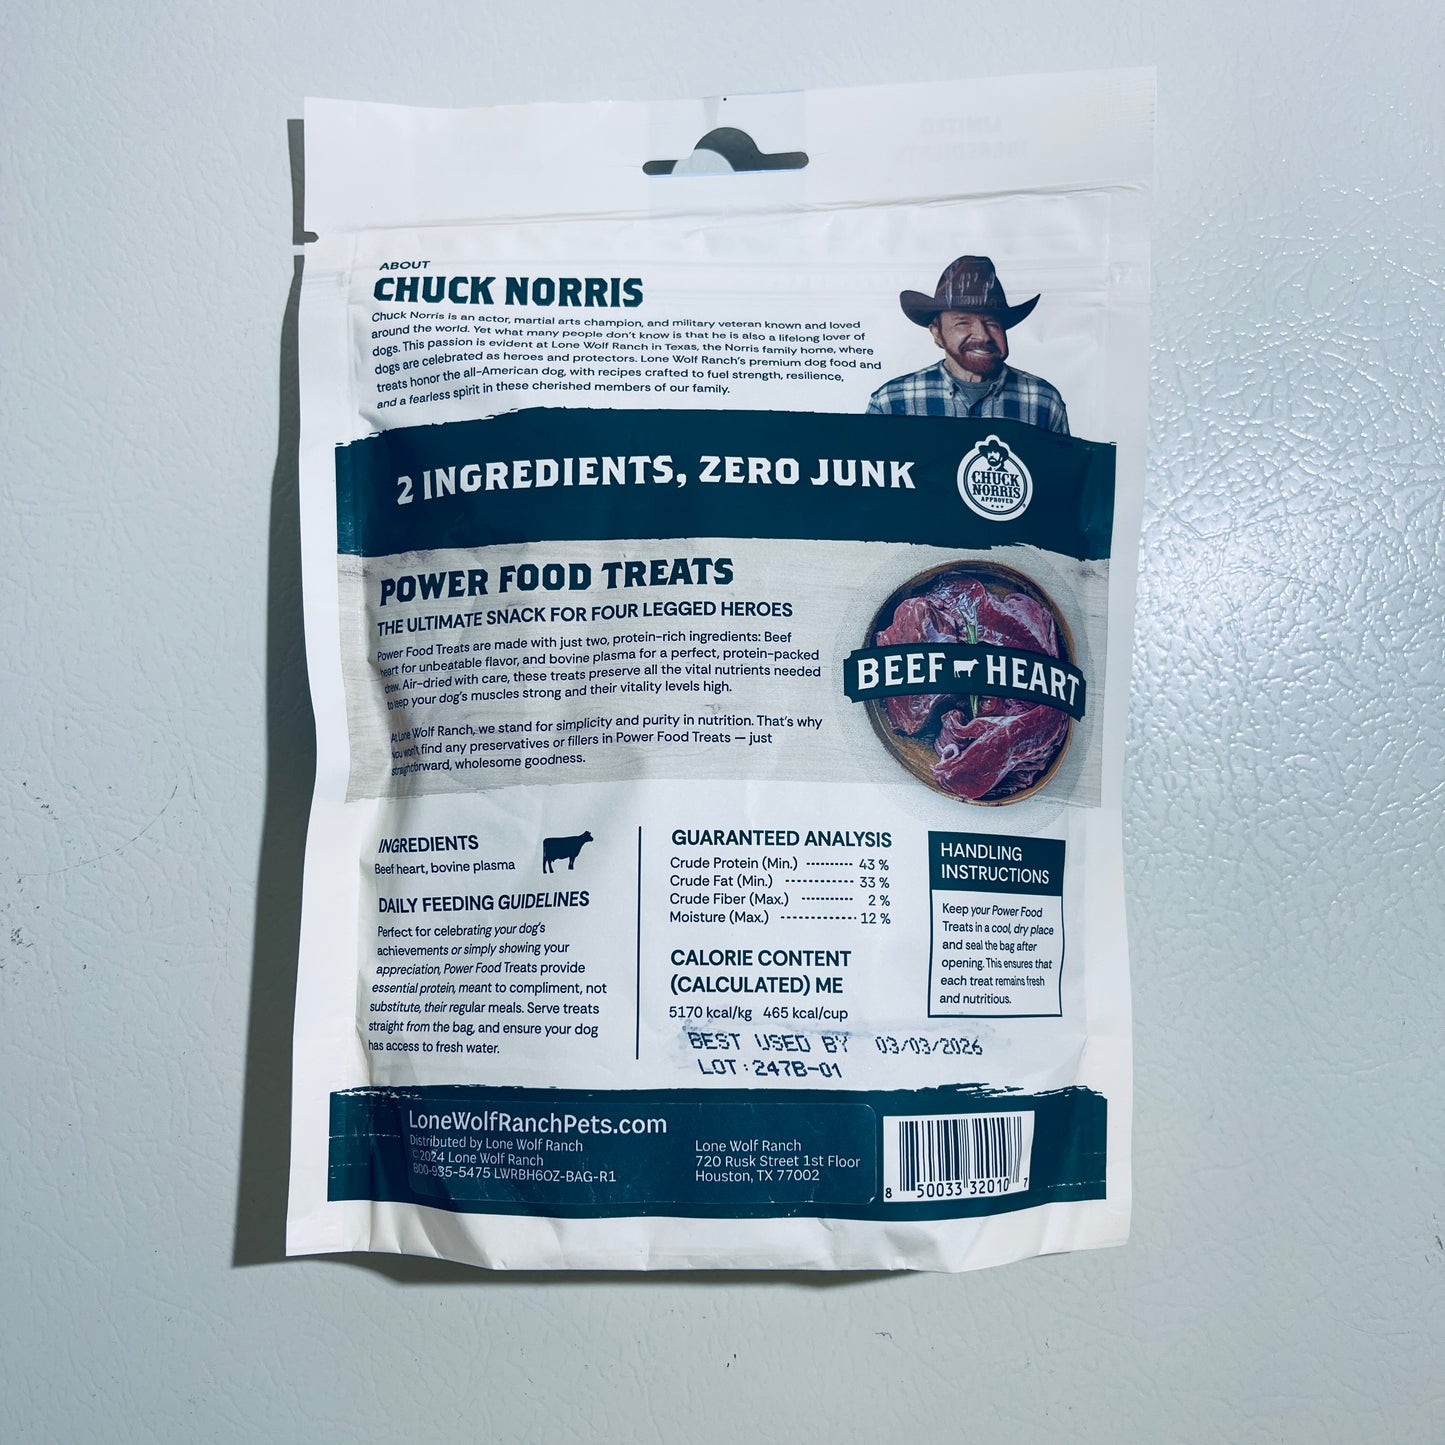 ABOUT
CHUCK NORRIS
Chuck Norris is an actor, martial arts champion, and military veteran known and loved
around the world. Yet what many people don't know is that he is also a lifelong lover of
dogs. This passion is evident at Lone Wolf Ranch in Texas, the Norris family home, where
dogs are celebrated as heroes and protectors. Lone Wolf Ranch's premium dog food and
treats honor the all-American dog, with recipes crafted to fuel strength, resilience,
and a fearless spirit in these cherished members of our family.
2 INGREDIENTS, ZERO JUNK
CHUCK
NORRIS
APPROVED
POWER FOOD TREATS
THE ULTIMATE SNACK FOR FOUR LEGGED HEROES
Power Food Treats are made with just two, protein-rich ingredients: Beef
heart for unbeatable flavor, and bovine plasma for a perfect, protein-packed
chew. Air-dried with care, these treats preserve all the vital nutrients needed
to keep your dog's muscles strong and their vitality levels high.
At Lone Wolf Ranch, we stand for simplicity and purity in nutrition. That's why
you won't find any preservatives or fillers in Power Food Treats — just
straightforward, wholesome goodness.
BEEF HEART
INGREDIENTS
Beef heart, bovine plasma
DAILY FEEDING GUIDELINES
Perfect for celebrating your dog's
achievements or simply showing your
appreciation, Power Food Treats provide
essential protein, meant to compliment, not
substitute, their regular meals. Serve treats
straight from the bag, and ensure your dog
has access to fresh water.
GUARANTEED ANALYSIS
Crude Protein (Min.) ---------- 43 %
Crude Fat (Min.) --------------- 33 %
Crude Fiber (Max.) ----------- 2 %
Moisture (Max.) ---------------- 12 %
CALORIE CONTENT
(CALCULATED) ME
5170 kcal/kg 465 kcal/cup
HANDLING
INSTRUCTIONS
Keep your Power Food
Treats in a cool, dry place
and seal the bag after
opening. This ensures that
each treat remains fresh
and nutritious.
BEST USED BY 03/03/2026
LOT:247B-01
LoneWolfRanchPets.com
Distributed by Lone Wolf Ranch
© 2024 Lone Wolf Ranch
800-935-5475 LWRBH6OZ-BAG-R1
Lone Wolf Ranch
720 Rusk Street 1st Floor
Houston, TX 77002
8 50033 32010 7